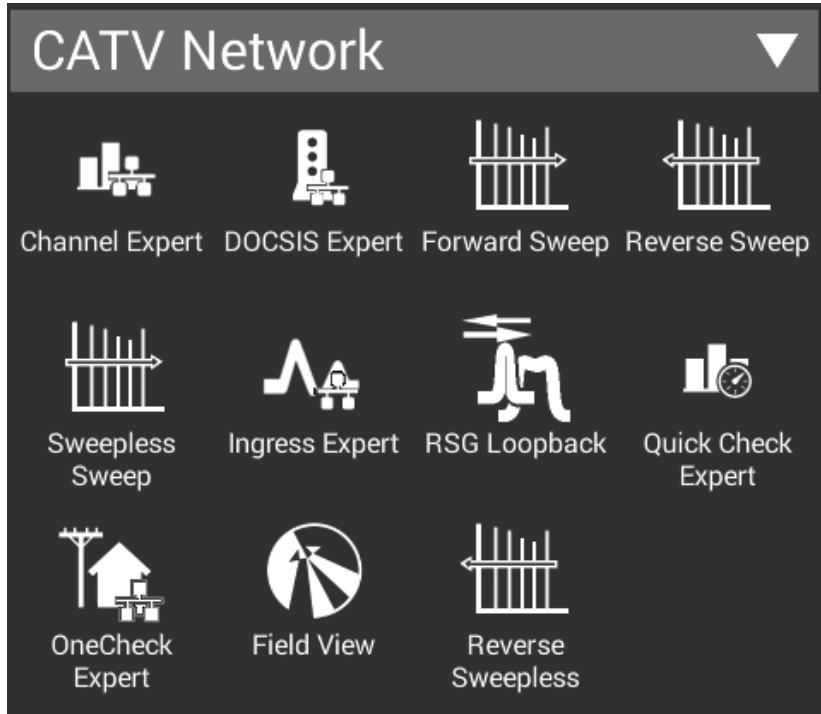 CATV Network
Channel Expert
DOCSIS Expert
Forward Sweep
Reverse Sweep
Sweepless
Sweep
Ingress Expert
RSG Loopback
Quick Check
Expert
OneCheck
Expert
Field View
Reverse
Sweepless